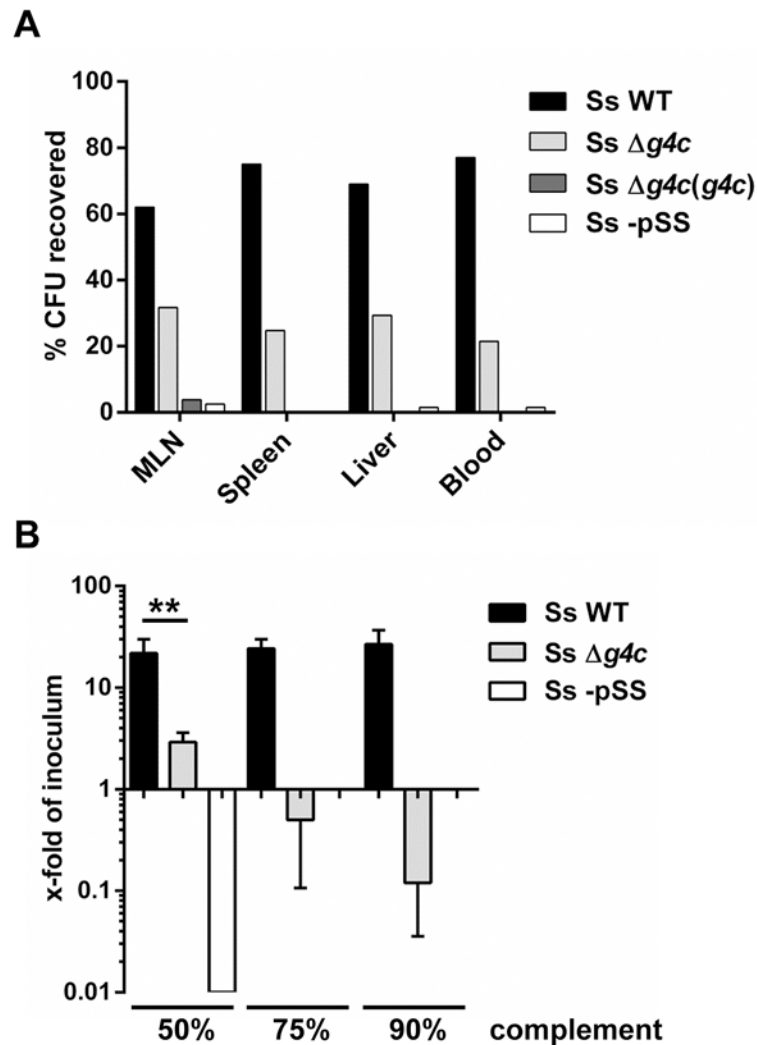 A
% CFU recovered
100
80
60
40
20
0
MLN
Spleen
Liver
Blood
Ss WT
Ss Δg4c
Ss Δg4c(g4c)
Ss -pSS
B
x-fold of inoculum
100
10
1
0.1
0.01
**
Ss WT
Ss Δg4c
Ss -pSS
50% 75% 90% complement